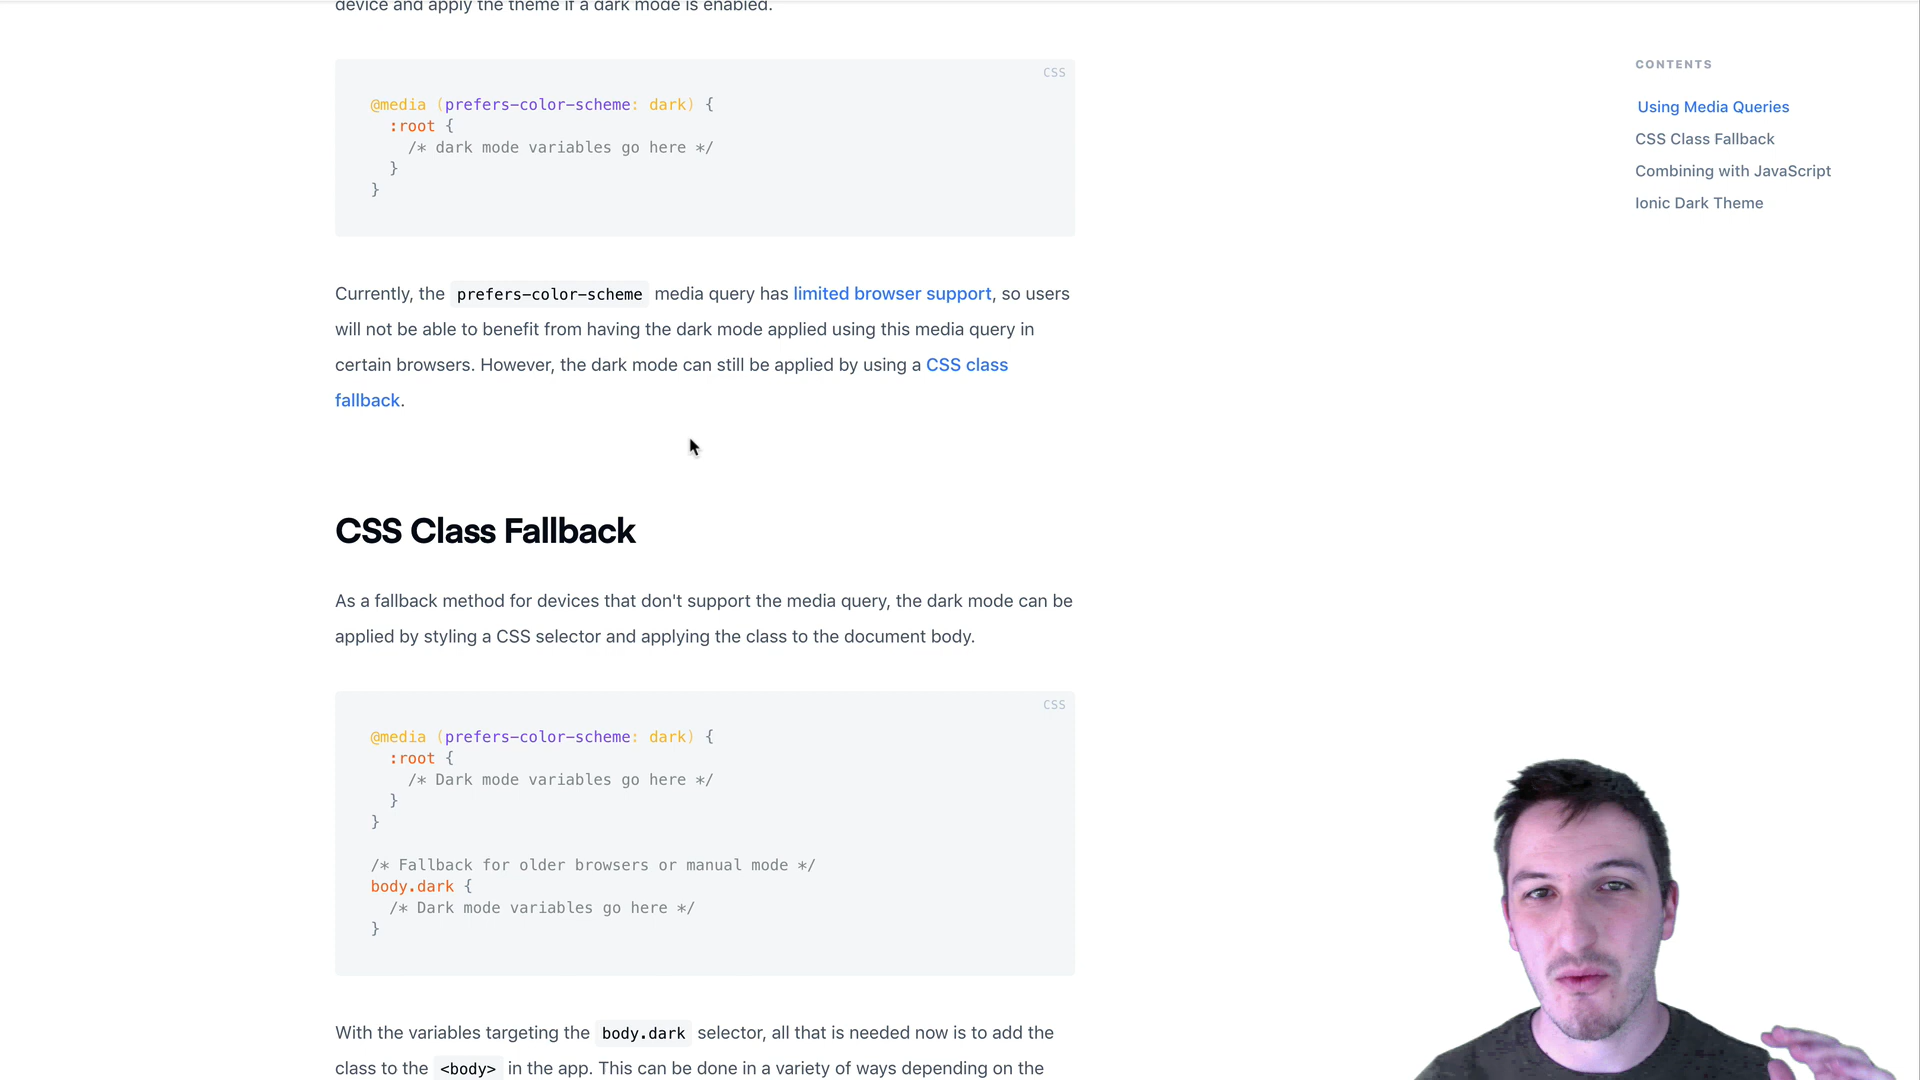 device and apply the theme if a dark mode is enabled.
CSS
@media (prefers-color-scheme: dark) {
  :root {
    /* dark mode variables go here */
  }
}
Currently, the prefers-color-scheme media query has limited browser support, so users
will not be able to benefit from having the dark mode applied using this media query in
certain browsers. However, the dark mode can still be applied by using a CSS class
fallback.
CSS Class Fallback
As a fallback method for devices that don't support the media query, the dark mode can be
applied by styling a CSS selector and applying the class to the document body.
CSS
@media (prefers-color-scheme: dark) {
  :root {
    /* Dark mode variables go here */
  }
}
/* Fallback for older browsers or manual mode */
body.dark {
  /* Dark mode variables go here */
}
With the variables targeting the body.dark selector, all that is needed now is to add the
class to the <body> in the app. This can be done in a variety of ways depending on the
CONTENTS
Using Media Queries
CSS Class Fallback
Combining with JavaScript
Ionic Dark Theme